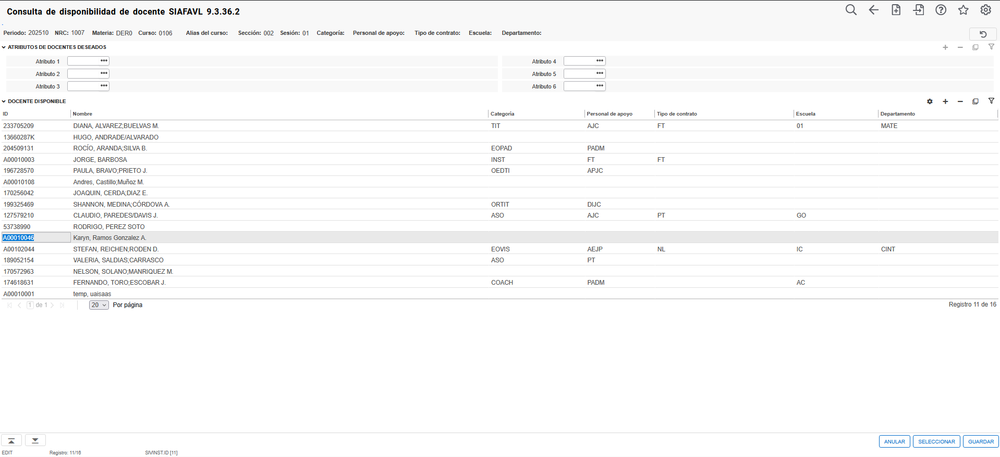 Consulta de disponibilidad de docente SIAFAVL 9.3.36.2
Periodo: 202510 NRC: 1007 Materia: DER0 Curso: 0106 Alias del curso: Sección: 002 Sesión: 01 Categoría: Personal de apoyo: Tipo de contrato: Escuela: Departamento:
ATRIBUTOS DE DOCENTES DESEADOS
Atributo 1 Atributo 4
Atributo 2 Atributo 5
Atributo 3 Atributo 6
DOCENTE DISPONIBLE
ID Nombre Categoría Personal de apoyo Tipo de contrato Escuela Departamento
233705209 DIANA, ALVAREZ;BUELVAS M. TIT AJC FT 01 MATE
13660287K HUGO, ANDRADE/ALVARADO
204509131 ROCÍO, ARANDA;SILVA B. EOPAD PADM
A00010003 JORGE, BARBOSA INST FT FT
196728570 PAULA, BRAVO;PRIETO J. OEDTI APJC
A00010108 Andres, Castillo;Muñoz M.
170256042 JOAQUIN, CERDA;DIAZ E.
199325469 SHANNON, MEDINA;CÓRDOVA A. ORTIT DIJC
127579210 CLAUDIO, PAREDES/DAVIS J. ASO AJC PT GO
53738990 RODRIGO, PEREZ SOTO
A00010046 Karyn, Ramos Gonzalez A.
A00102044 STEFAN, REICHEN;RODEN D. EOVIS AEJP NL IC CINT
189052154 VALERIA, SALDIAS;CARRASCO ASO PT
170572963 NELSON, SOLANO;MANRIQUEZ M.
174618631 FERNANDO, TORO;ESCOBAR J. COACH PADM AC
A00010001 temp, uaisaas
1 de 1 20 Por página Registro 11 de 16
ANULAR SELECCIONAR GUARDAR
EDIT Registro: 11/16 SIVINST.ID [11]